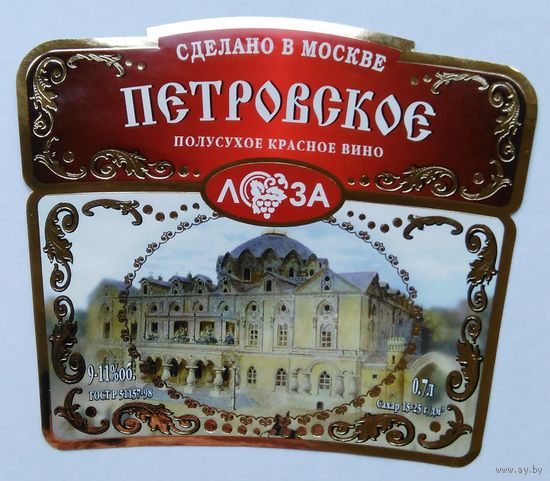 СДЕЛАНО В МОСКВЕ
ПЕТРОВСКОЕ
ПОЛУСУХОЕ КРАСНОЕ ВИНО
ЛОЗА
9-11%об.
ГОСТ Р 51157-98
0.7л
Сахар 15-25 г/дм³
www.ay.by